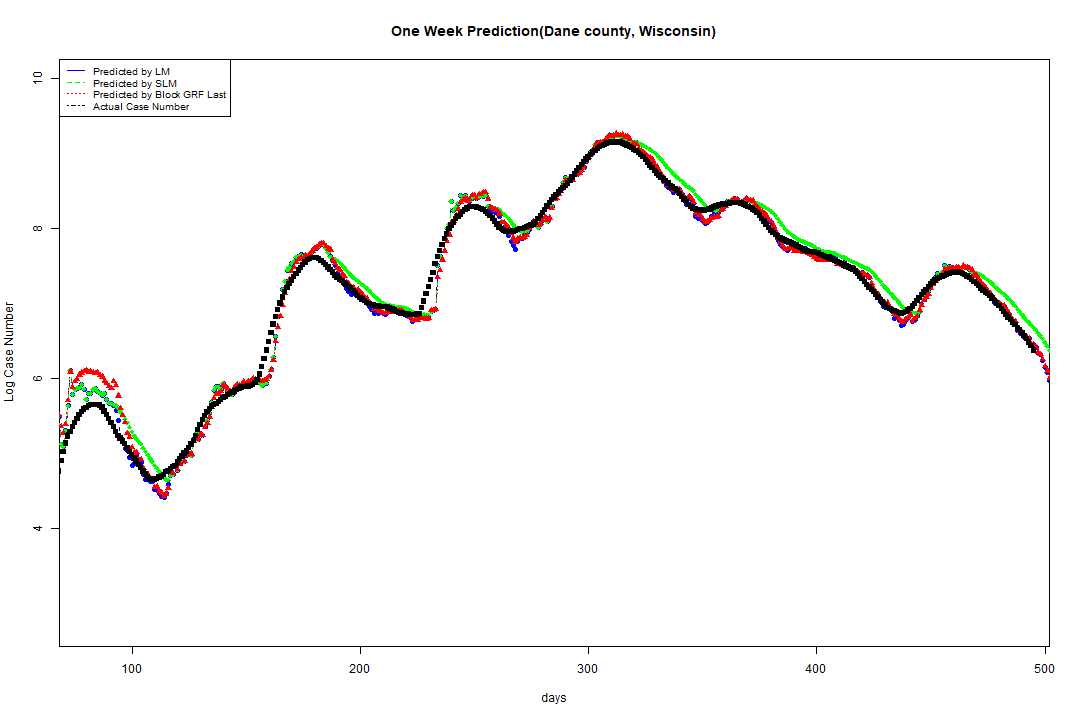 One Week Prediction(Dane county, Wisconsin)
Predicted by LM
Predicted by SLM
Predicted by Block GRF Last
Actual Case Number
10
8
6
4
Log Case Number
100 200 300 400 500
days